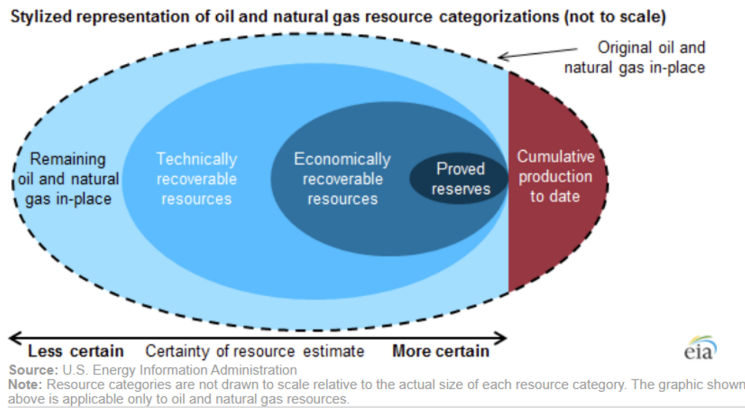 Stylized representation of oil and natural gas resource categorizations (not to scale)
Original oil and
natural gas in-place
Remaining
oil and natural
gas in-place
Technically
recoverable
resources
Economically
recoverable
resources
Proved
reserves
Cumulative
production
to date
Less certain
Certainty of resource estimate
More certain
eia
Source: U.S. Energy Information Administration
Note: Resource categories are not drawn to scale relative to the actual size of each resource category. The graphic shown
above is applicable only to oil and natural gas resources.